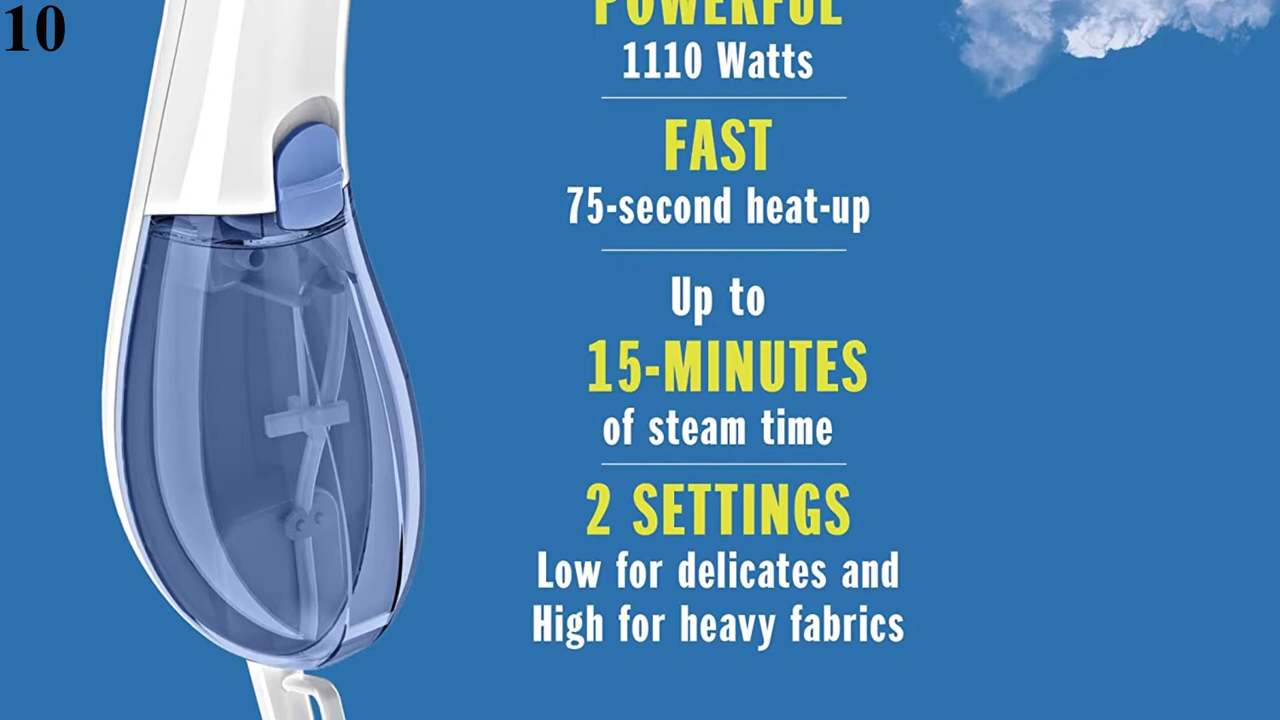 10
POWERFUL
1110 Watts
FAST
75-second heat-up
Up to
15-MINUTES
of steam time
2 SETTINGS
Low for delicates and
High for heavy fabrics